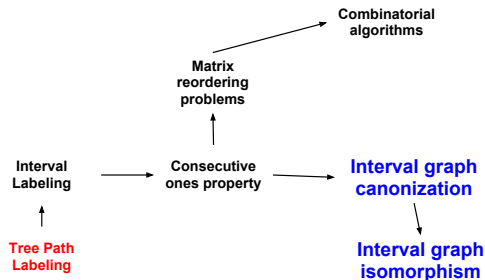 Combinatorial
algorithms
Matrix
reordering
problems
Interval
Labeling
Consecutive
ones property
Interval graph
canonization
Tree Path
Labeling
Interval graph
isomorphism